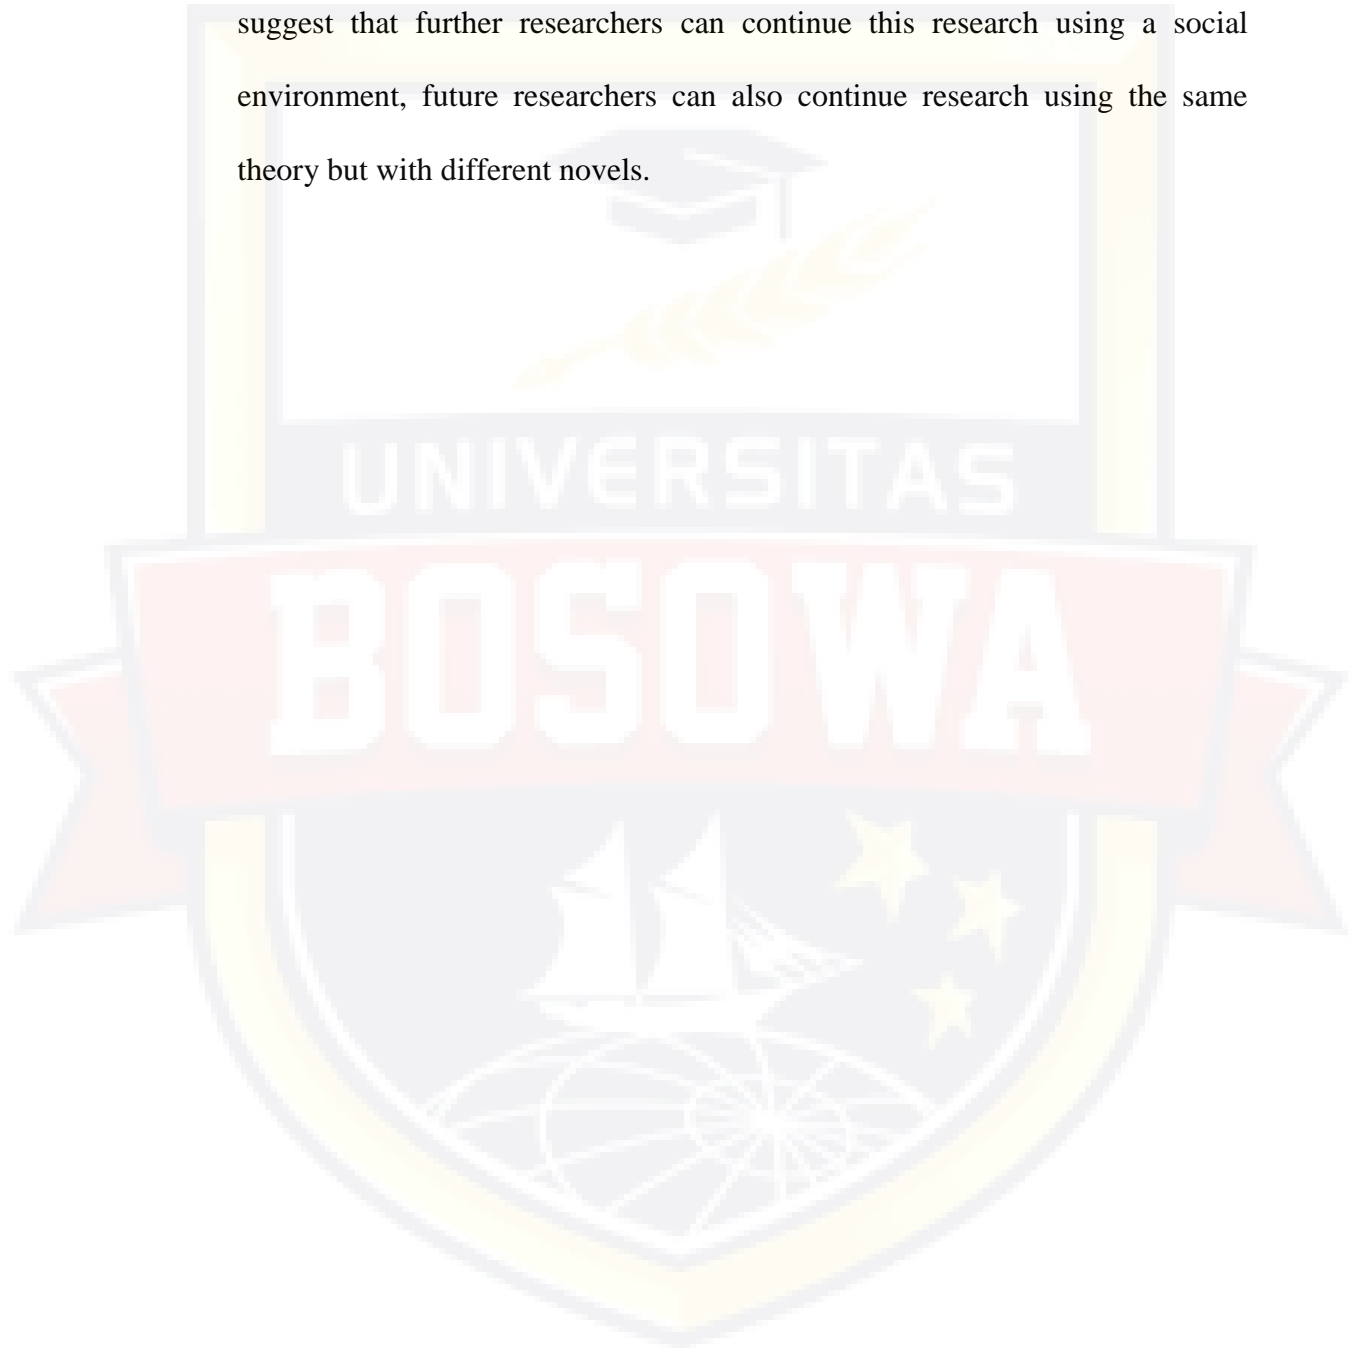 suggest that further researchers can continue this research using a social
environment, future researchers can also continue research using the same
theory but with different novels.
UNIVERSITAS
BOSOWA